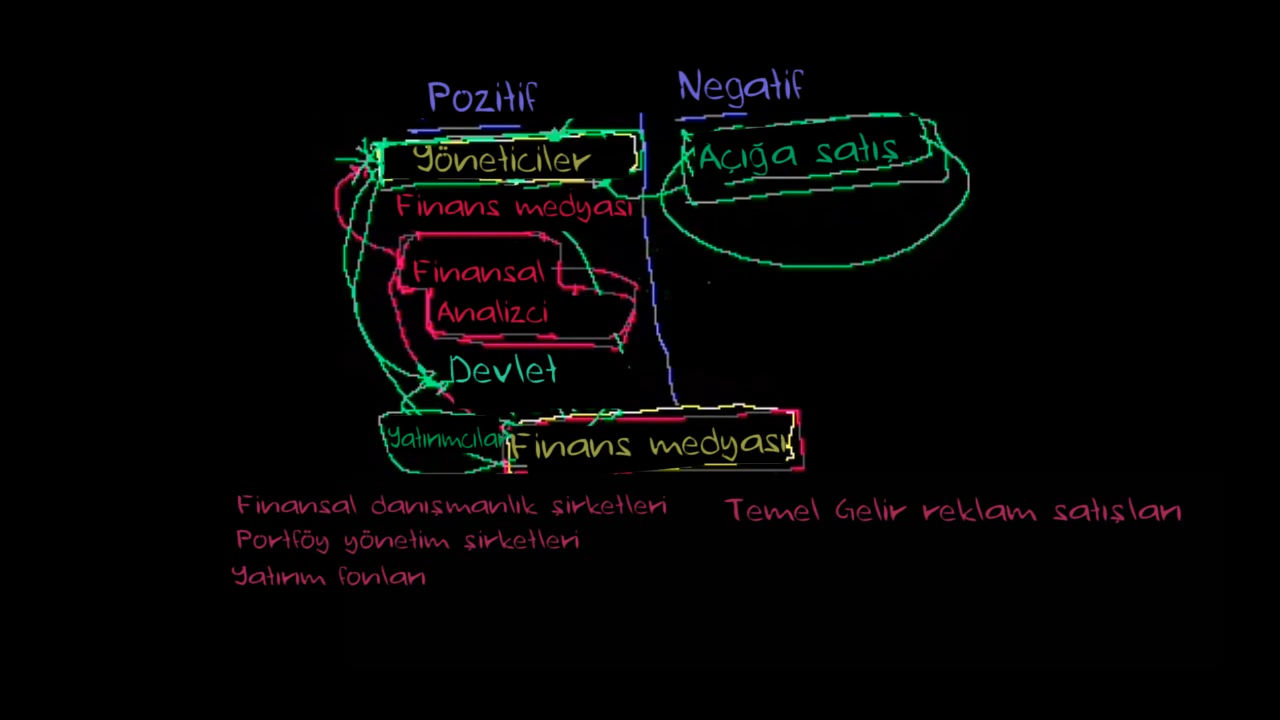 Pozitif
Negatif
Yöneticiler
Açığa satış
Finans medyası
Finansal
Analizci
Devlet
Yatırımcılar
Finans medyası
Finansal danışmanlık şirketleri
Temel Gelir reklam satışları
Portföy yönetim şirketleri
Yatırım fonları